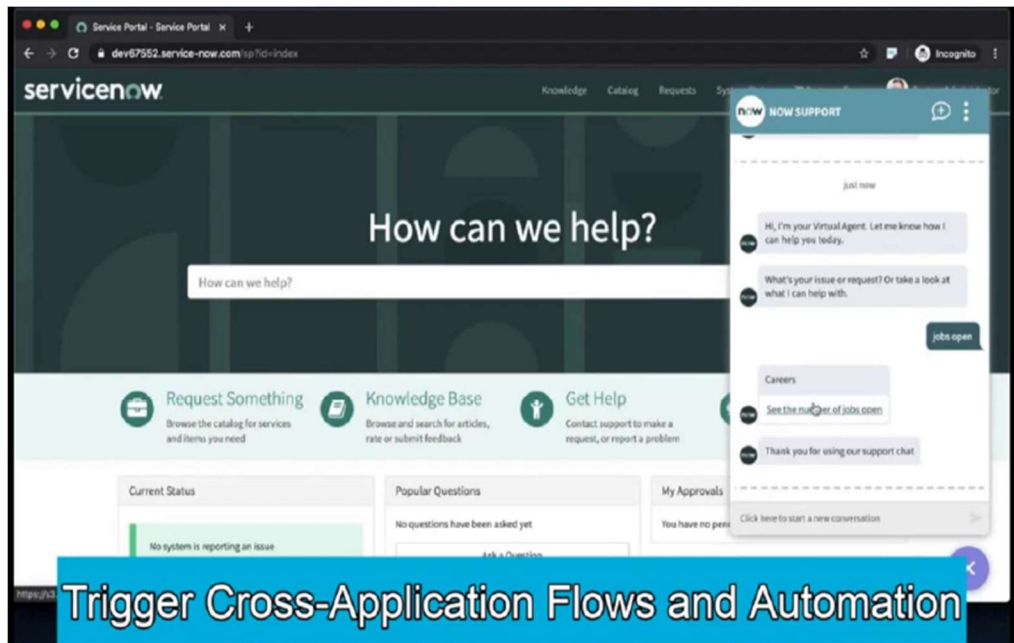 Service Portal - Service Portal
dev67552.service-now.com/sp?id=index
Incognito
servicenow
Knowledge
Catalog
Requests
NOW SUPPORT
just now
Hi, I'm your Virtual Agent. Let me know how I
can help you today.
What's your issue or request? Or take a look at
what I can help with.
jobs open
Careers
See the number of jobs open
Thank you for using our support chat
Click here to start a new conversation
How can we help?
How can we help?
Request Something
Browse the catalog for services
and items you need
Knowledge Base
Browse and search for articles,
rate or submit feedback
Get Help
Contact support to make a
request, or report a problem
Current Status
No system is reporting an issue
Popular Questions
No questions have been asked yet
Ask a Question
My Approvals
You have no
Trigger Cross-Application Flows and Automation